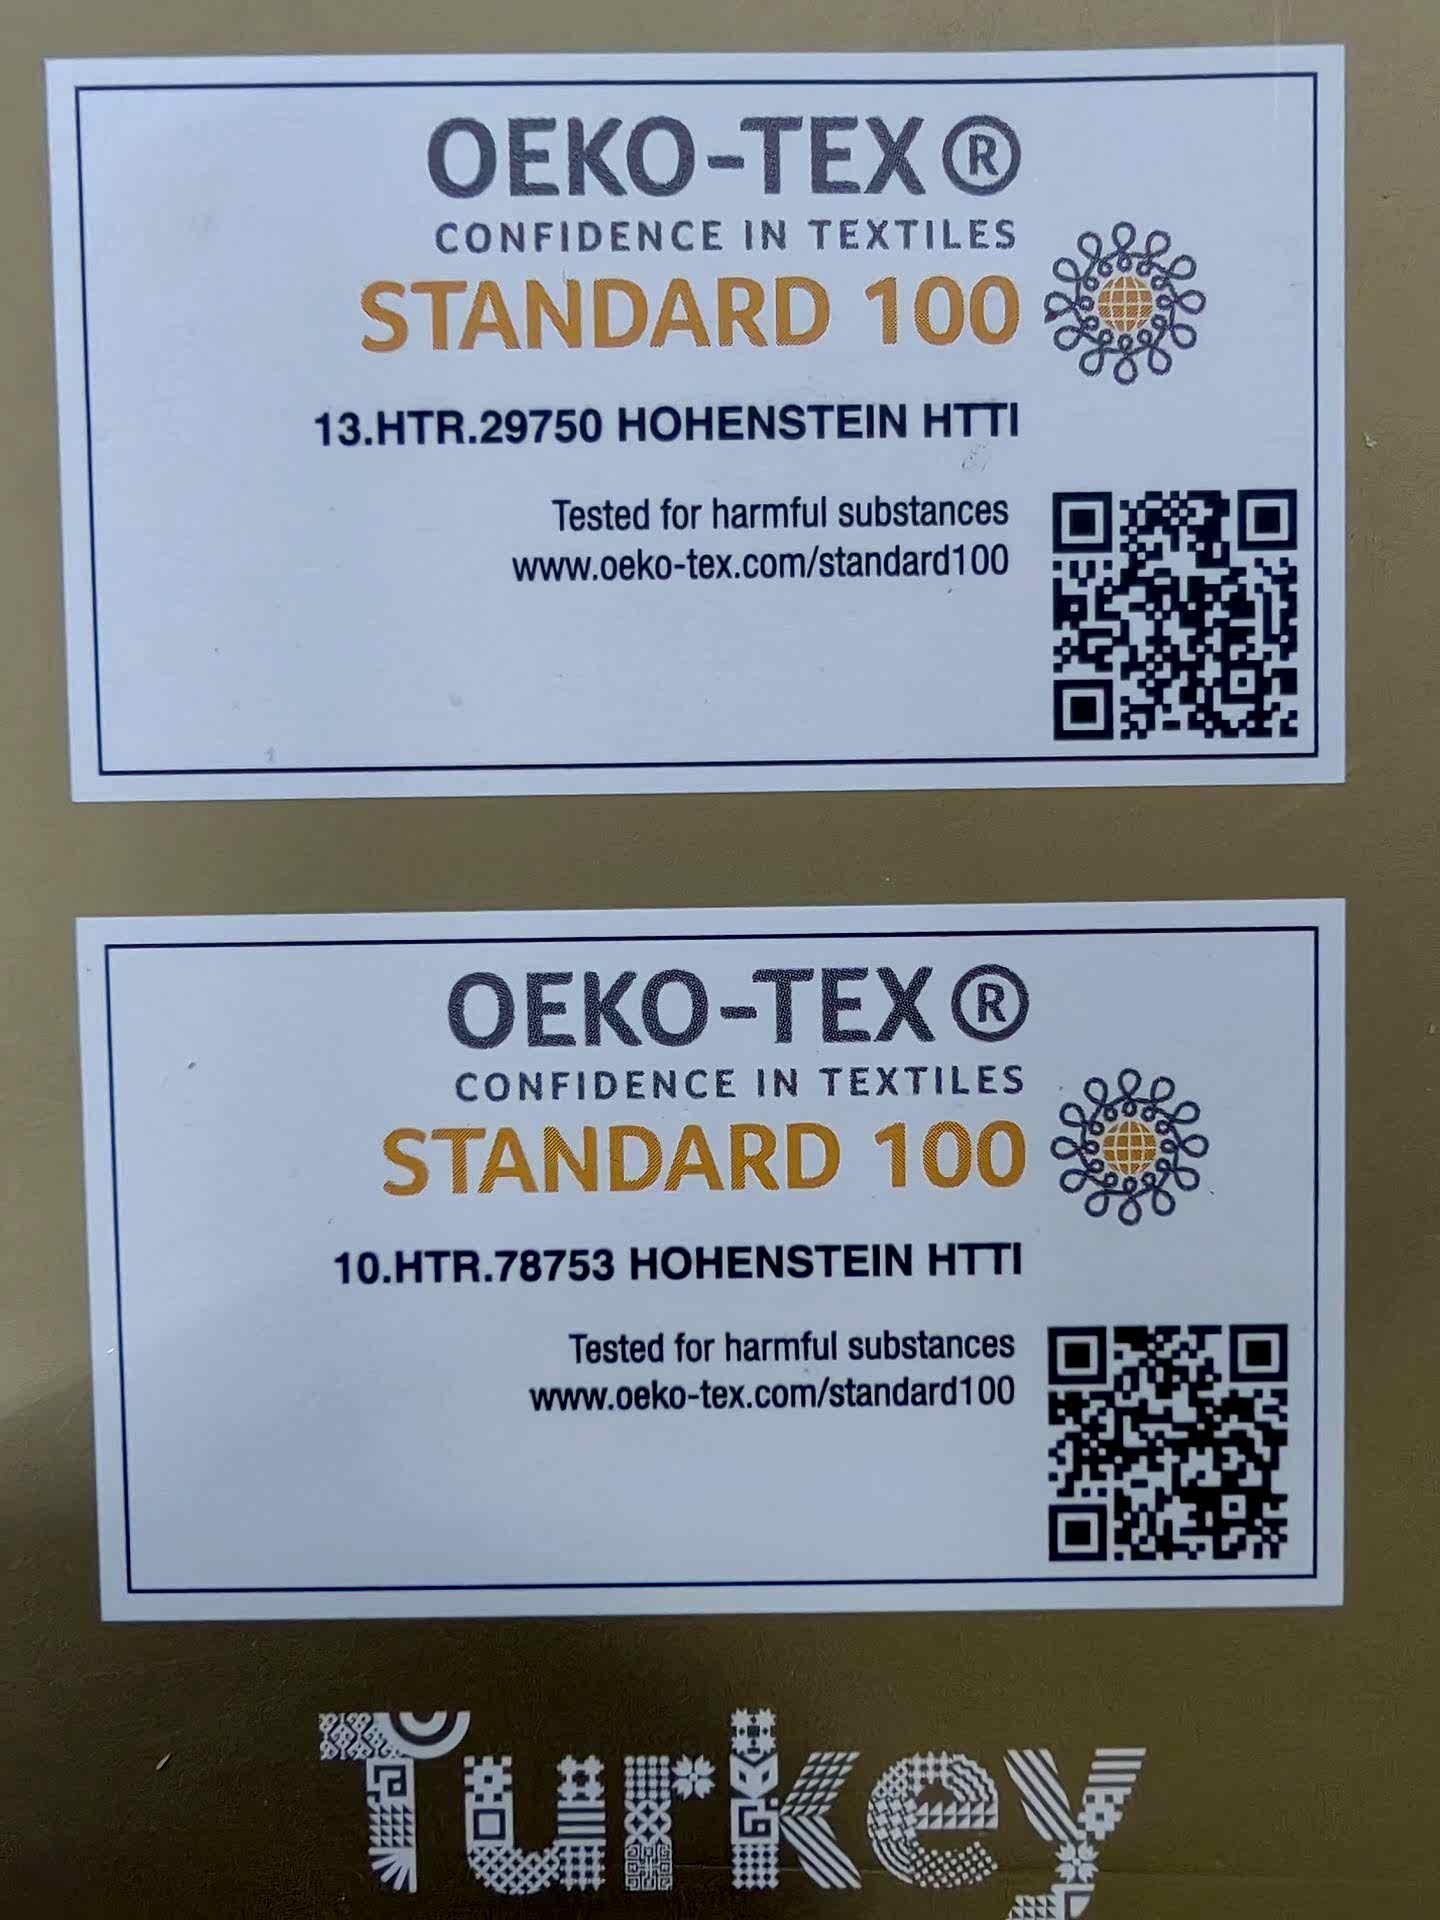 OEKO-TEX®
CONFIDENCE IN TEXTILES
STANDARD 100
13.HTR.29750 HOHENSTEIN HTTI
Tested for harmful substances
www.oeko-tex.com/standard100
OEKO-TEX®
CONFIDENCE IN TEXTILES
STANDARD 100
10.HTR.78753 HOHENSTEIN HTTI
Tested for harmful substances
www.oeko-tex.com/standard100
Turkey